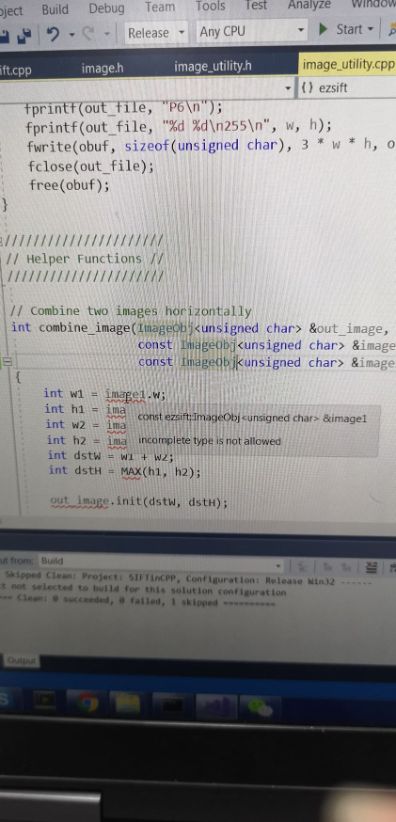 oject Build Debug Team Tools Test Analyze Window
Release Any CPU Start
ift.cpp image.h image_utility.h image_utility.cpp
{} ezsift
fprintf(out_file, "P6\n");
fprintf(out_file, "%d %d\n255\n", w, h);
fwrite(obuf, sizeof(unsigned char), 3 * w * h, o
fclose(out_file);
free(obuf);
}
//////////////////////
// Helper Functions //
//////////////////////
// Combine two images horizontally
int combine_image(ImageObj<unsigned char> &out_image,
const ImageObj<unsigned char> &image
const ImageObj<unsigned char> &image
{
int w1 = image1.w;
int h1 = ima
const ezsift::ImageObj<unsigned char> &image1
int w2 = ima
int h2 = ima
incomplete type is not allowed
int dstW = w1 + w2;
int dstH = MAX(h1, h2);
out_image.init(dstW, dstH);
ut from: Build
Skipped Clean: Project: SIFTinCPP, Configuration: Release Win32 ------
t not selected to build for this solution configuration
Clean: 0 succeeded, 0 failed, 1 skipped ==========
Output